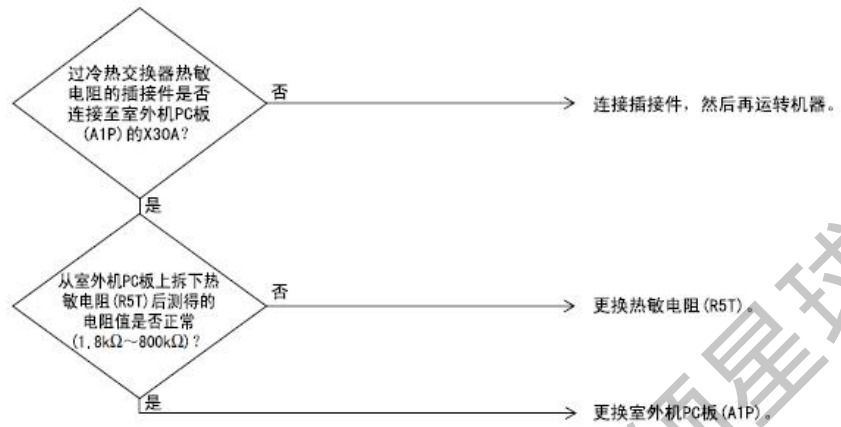 过冷热交换器热敏
电阻的插接件是否
连接至室外机PC板
(A1P)的X30A?
否
连接插接件，然后再运转机器。
是
从室外机PC板上拆下热
敏电阻(R5T)后测得的
电阻值是否正常
(1.8kΩ～800kΩ)?
否
更换热敏电阻(R5T)。
是
更换室外机PC板(A1P)。